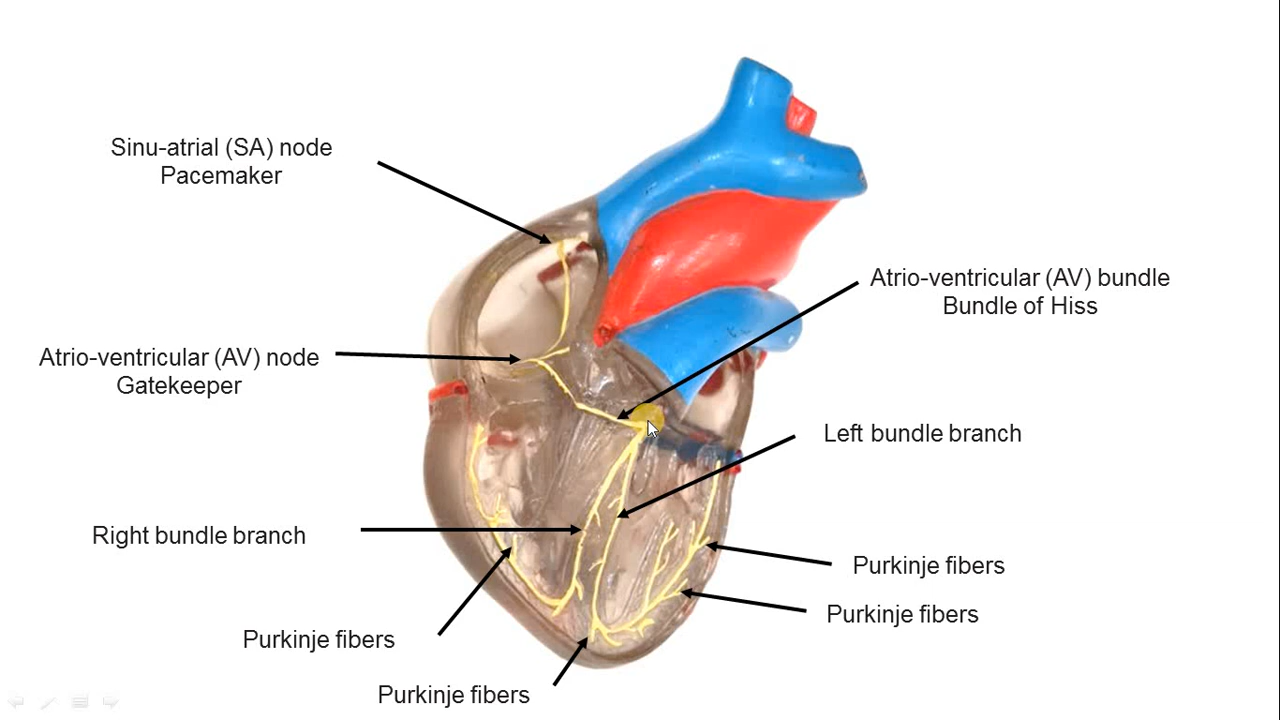 Sinu-atrial (SA) node
Pacemaker
Atrio-ventricular (AV) bundle
Bundle of Hiss
Atrio-ventricular (AV) node
Gatekeeper
Left bundle branch
Right bundle branch
Purkinje fibers
Purkinje fibers
Purkinje fibers
Purkinje fibers